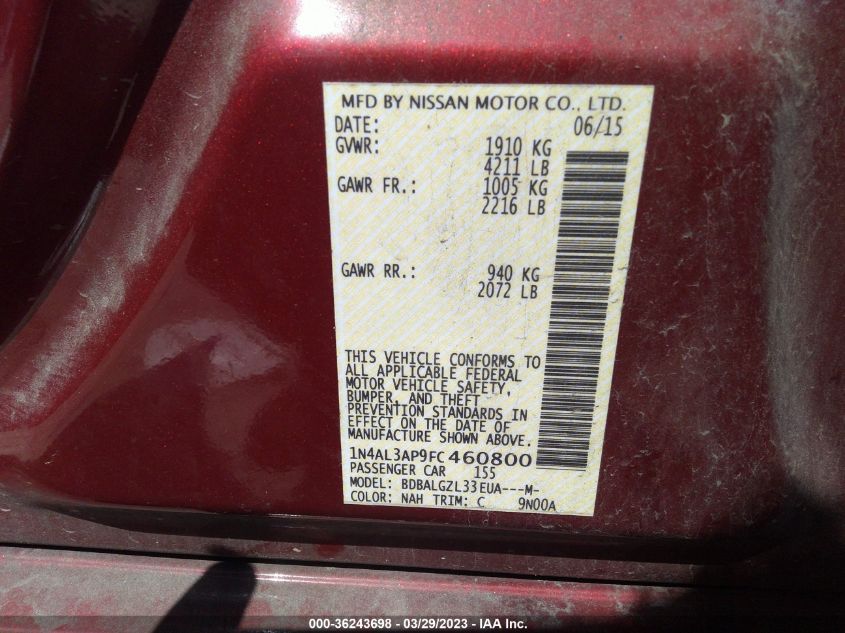 MFD BY NISSAN MOTOR CO., LTD.
DATE: 06/15
GVWR: 1910 KG
4211 LB
GAWR FR.: 1005 KG
2216 LB
GAWR RR.: 940 KG
2072 LB
THIS VEHICLE CONFORMS TO
ALL APPLICABLE FEDERAL
MOTOR VEHICLE SAFETY,
BUMPER, AND THEFT
PREVENTION STANDARDS IN
EFFECT ON THE DATE OF
MANUFACTURE SHOWN ABOVE.
1N4AL3AP9FC460800
PASSENGER CAR 155
MODEL: BDBALGZL33EUA---M-
COLOR: NAH TRIM: C 9N00A
000-36243698 - 03/29/2023 - IAA Inc.